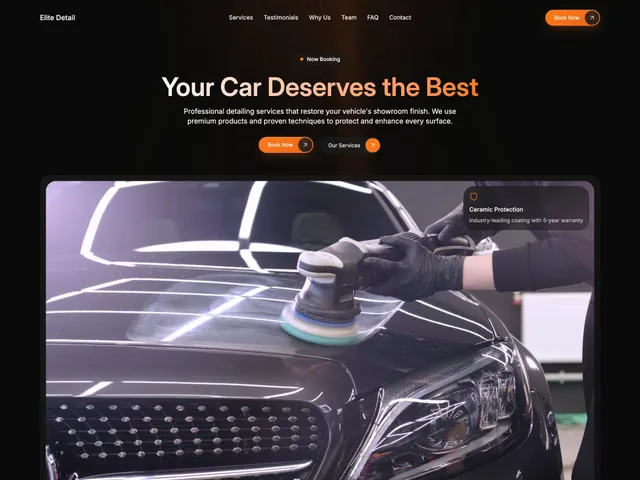 Elite Detail
Services
Testimonials
Why Us
Team
FAQ
Contact
Book Now
Now Booking
Your Car Deserves the Best
Professional detailing services that restore your vehicle's showroom finish. We use
premium products and proven techniques to protect and enhance every surface.
Book Now
Our Services
Ceramic Protection
Industry-leading coating with 5-year warranty